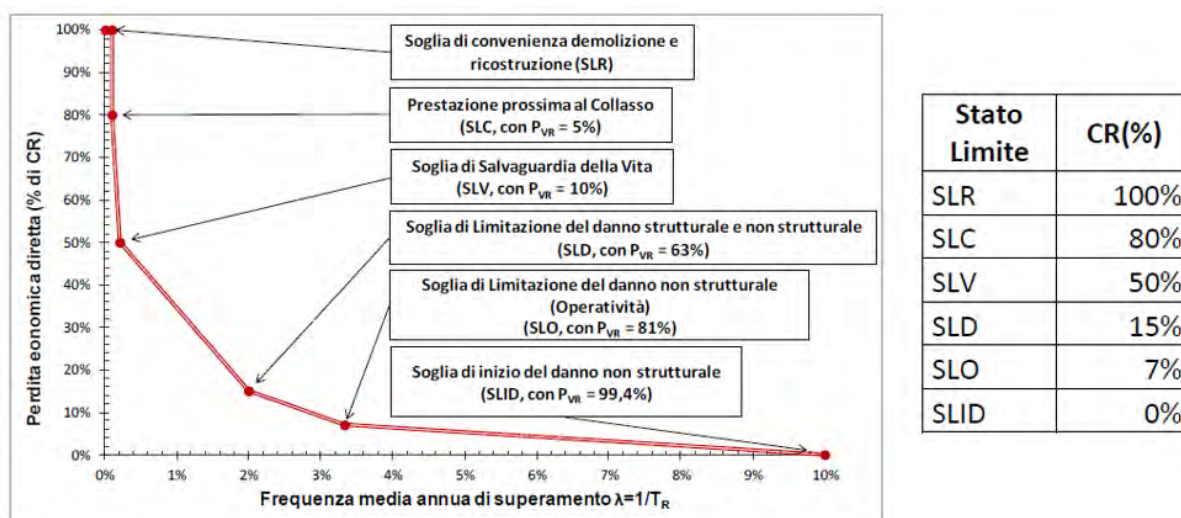 100%
90%
80%
70%
60%
50%
40%
30%
20%
10%
0%
Perdita economica diretta (% di CR)
Soglia di convenienza demolizione e
ricostruzione (SLR)
Prestazione prossima al Collasso
(SLC, con PVR = 5%)
Soglia di Salvaguardia della Vita
(SLV, con PVR = 10%)
Soglia di Limitazione del danno strutturale e non strutturale
(SLD, con PVR = 63%)
Soglia di Limitazione del danno non strutturale
(Operatività)
(SLO, con PVR = 81%)
Soglia di inizio del danno non strutturale
(SLID, con PVR = 99,4%)
0% 1% 2% 3% 4% 5% 6% 7% 8% 9% 10%
Frequenza media annua di superamento λ=1/TR
Stato
Limite CR(%)
SLR 100%
SLC 80%
SLV 50%
SLD 15%
SLO 7%
SLID 0%